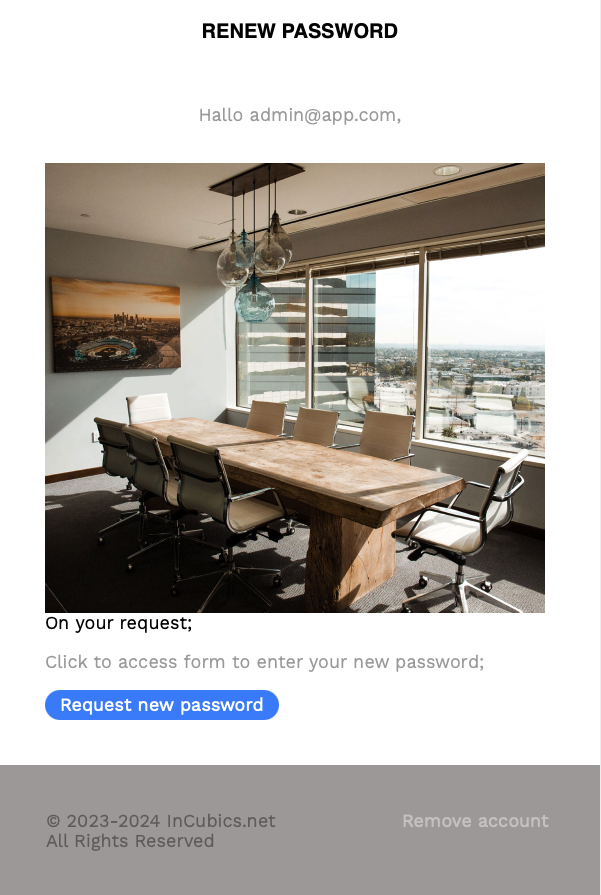 RENEW PASSWORD
Hallo admin@app.com,
On your request;
Click to access form to enter your new password;
Request new password
© 2023-2024 InCubics.net
All Rights Reserved
Remove account